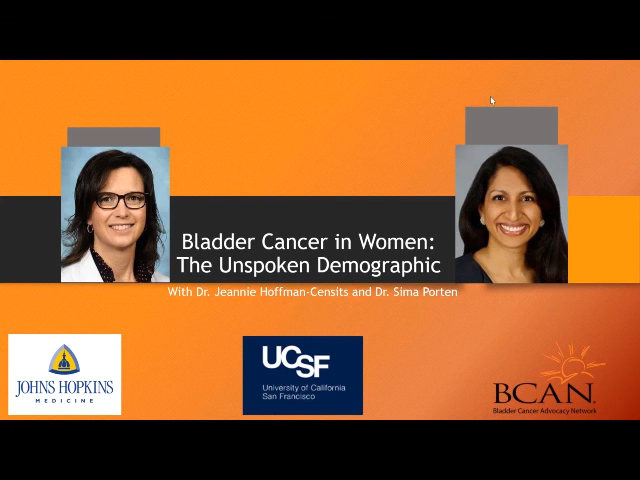 Bladder Cancer in Women:
The Unspoken Demographic
With Dr. Jeannie Hoffman-Censits and Dr. Sima Porten
JOHNS HOPKINS
MEDICINE
UCSF
University of California
San Francisco
BCAN
Bladder Cancer Advocacy Network